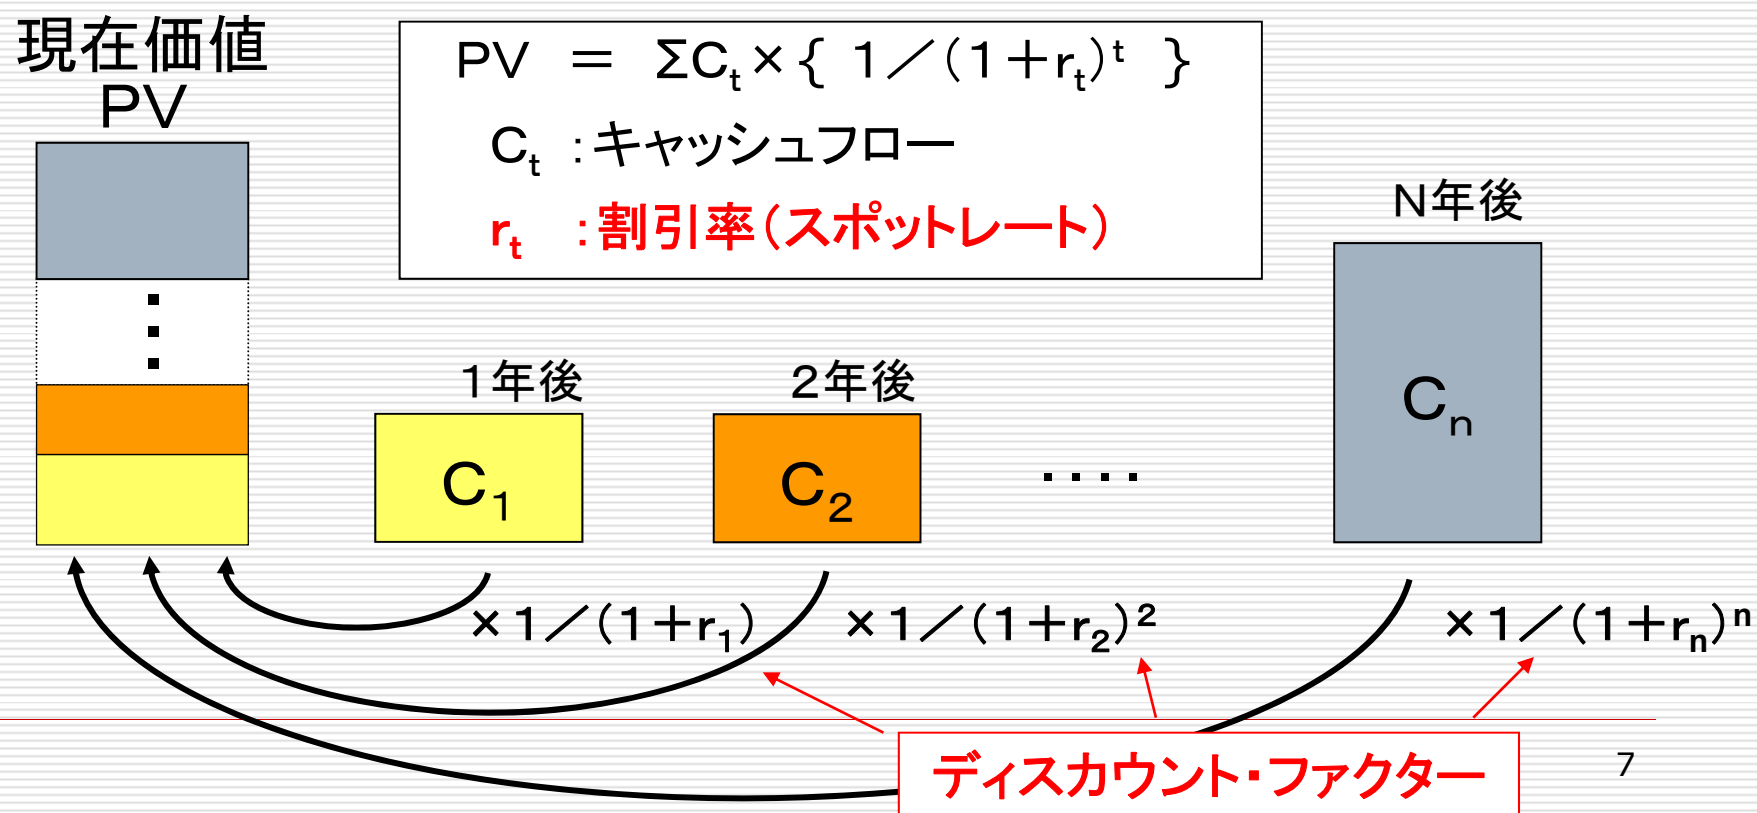 現在価値
PV
PV ＝ ΣCt×{ 1／(1＋rt)t }
Ct ：キャッシュフロー
rt ：割引率(スポットレート)
N年後
1年後
2年後
C1
C2
‥‥
Cn
×1／(1＋r1)
×1／(1＋r2)2
×1／(1＋rn)n
ディスカウント・ファクター
7